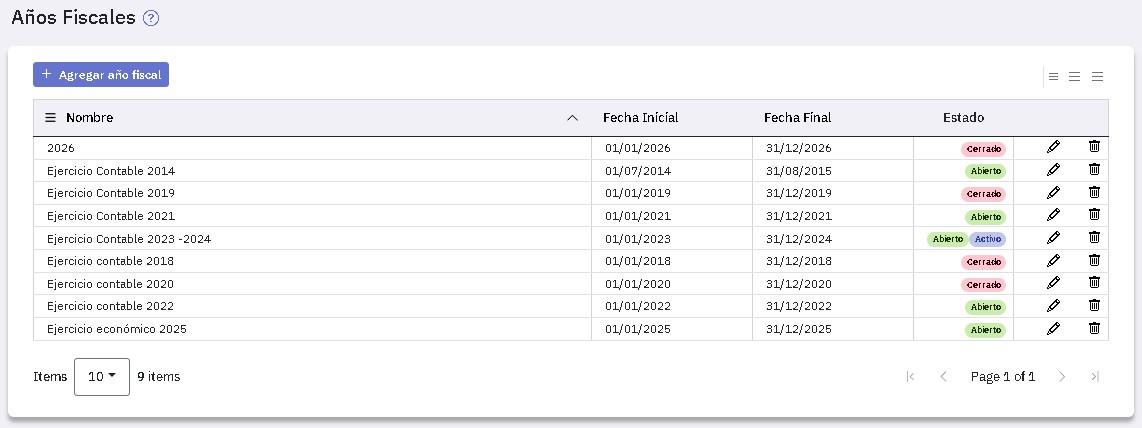 Años Fiscales ?
+ Agregar año fiscal
Nombre Fecha Inicial Fecha Final Estado
2026 01/01/2026 31/12/2026 Cerrado
Ejercicio Contable 2014 01/07/2014 31/08/2015 Abierto
Ejercicio Contable 2019 01/01/2019 31/12/2019 Cerrado
Ejercicio Contable 2021 01/01/2021 31/12/2021 Abierto
Ejercicio Contable 2023 -2024 01/01/2023 31/12/2024 Abierto Activo
Ejercicio contable 2018 01/01/2018 31/12/2018 Cerrado
Ejercicio contable 2020 01/01/2020 31/12/2020 Cerrado
Ejercicio contable 2022 01/01/2022 31/12/2022 Abierto
Ejercicio económico 2025 01/01/2025 31/12/2025 Abierto
Items 10 9 items Page 1 of 1